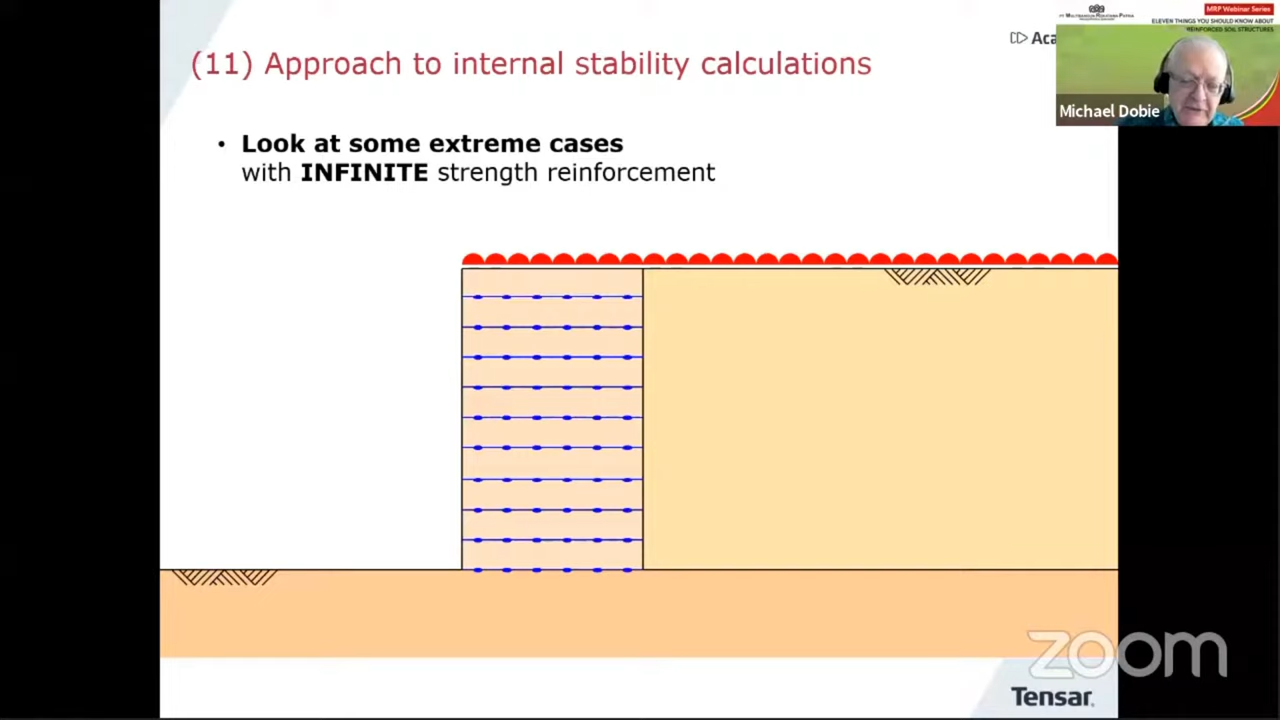 (11) Approach to internal stability calculations
MRP Webinar Series
ELEVEN THINGS YOU SHOULD KNOW ABOUT
REINFORCED SOIL STRUCTURES
Aca
Michael Dobie
• Look at some extreme cases
with INFINITE strength reinforcement
zoom
Tensar